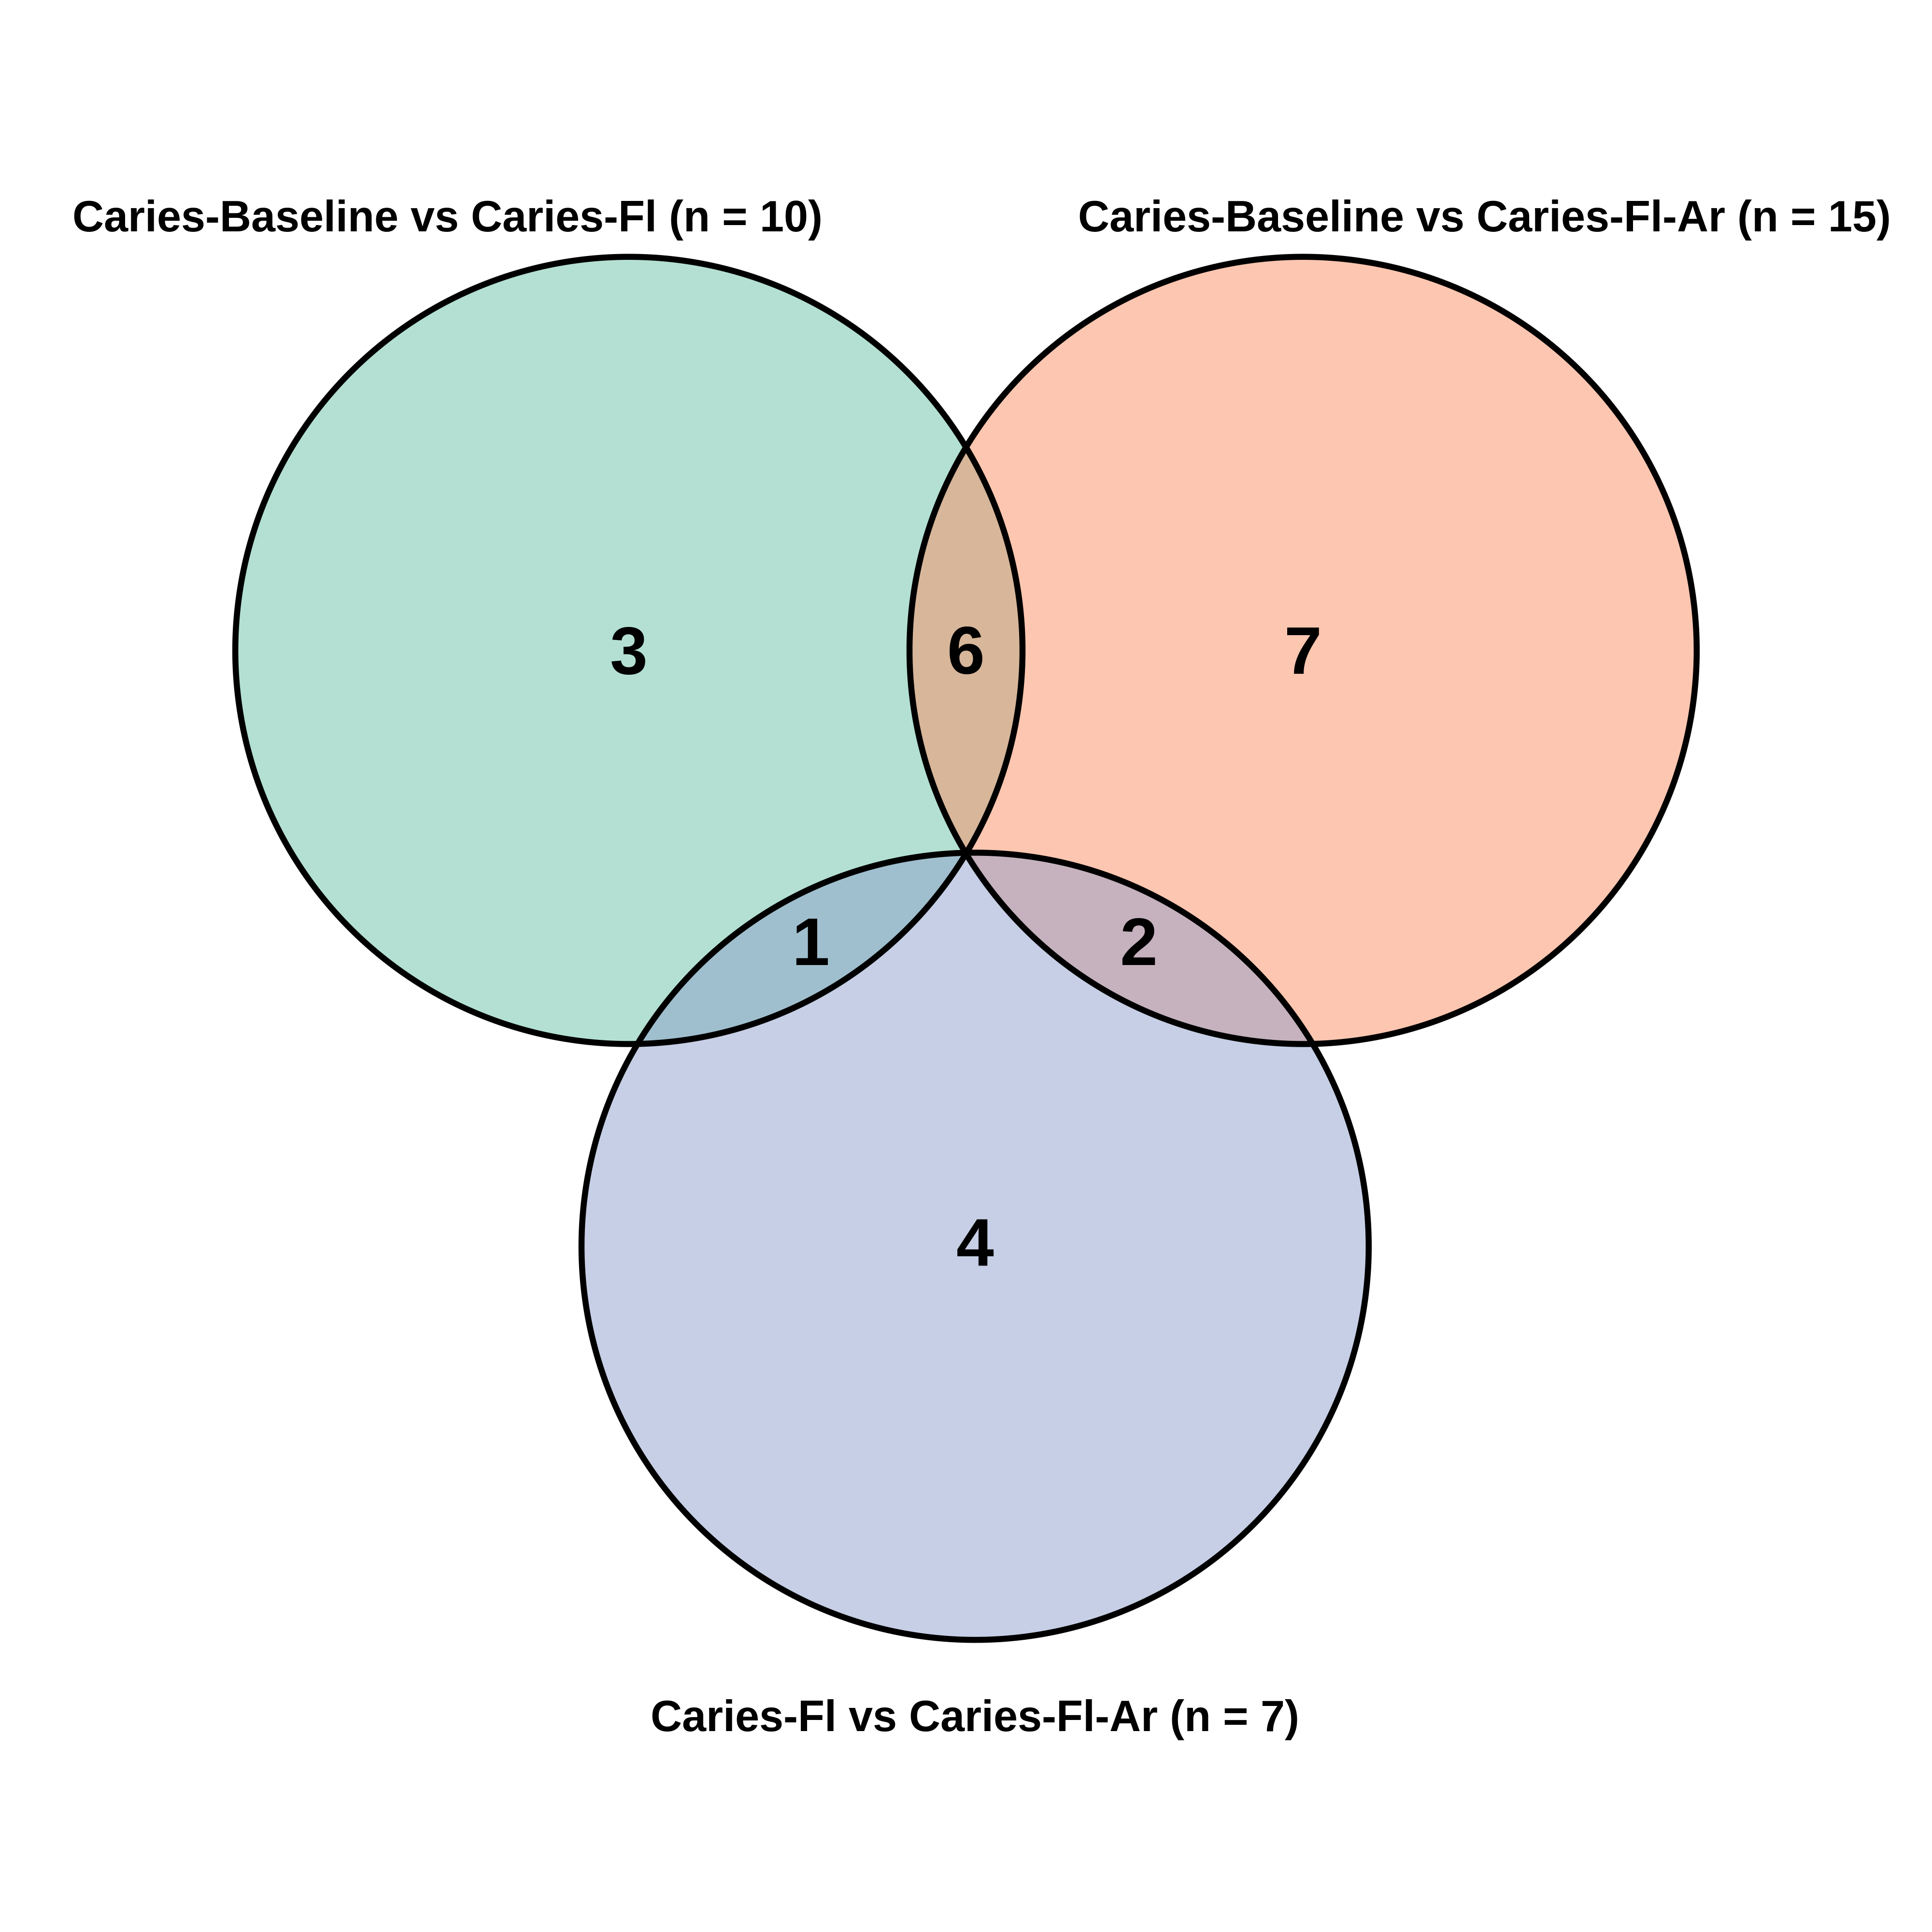 Caries-Baseline vs Caries-Fl (n = 10)
Caries-Baseline vs Caries-Fl-Ar (n = 15)
3
6
7
1
2
4
Caries-Fl vs Caries-Fl-Ar (n = 7)